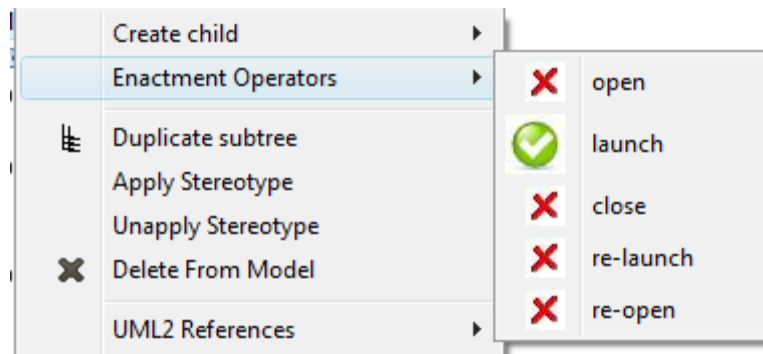 Create child
Enactment Operators
Duplicate subtree
Apply Stereotype
Unapply Stereotype
Delete From Model
UML2 References
open
launch
close
re-launch
re-open